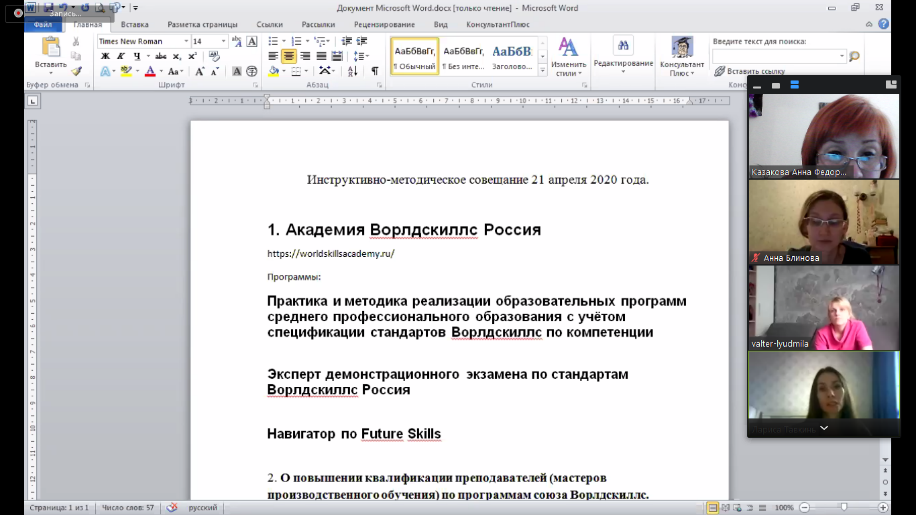 Запись...
Документ Microsoft Word.docx [только чтение] - Microsoft Word
Файл Главная Вставка Разметка страницы Ссылки Рассылки Рецензирование Вид КонсультантПлюс
Вставить
Буфер обмена
Times New Roman 14
Шрифт
Абзац
АаБбВвГг, АаБбВвГг, АаБбВ
¶ Обычный ¶ Без инте... Заголово...
Изменить стили
Стили
Редактирование
Консультант Плюс
Введите текст для поиска:
Вставить ссылку
Инструктивно-методическое совещание 21 апреля 2020 года.
1. Академия Ворлдскиллс Россия
https://worldskillsacademy.ru/
Программы:
Практика и методика реализации образовательных программ
среднего профессионального образования с учётом
спецификации стандартов Ворлдскиллс по компетенции
Эксперт демонстрационного экзамена по стандартам
Ворлдскиллс Россия
Навигатор по Future Skills
2. О повышении квалификации преподавателей (мастеров
производственного обучения) по программам союза Ворлдскиллс.
Казакова Анна Федор...
Анна Блинова
valter-lyudmila
Страница: 1 из 1 Число слов: 57 русский 100%